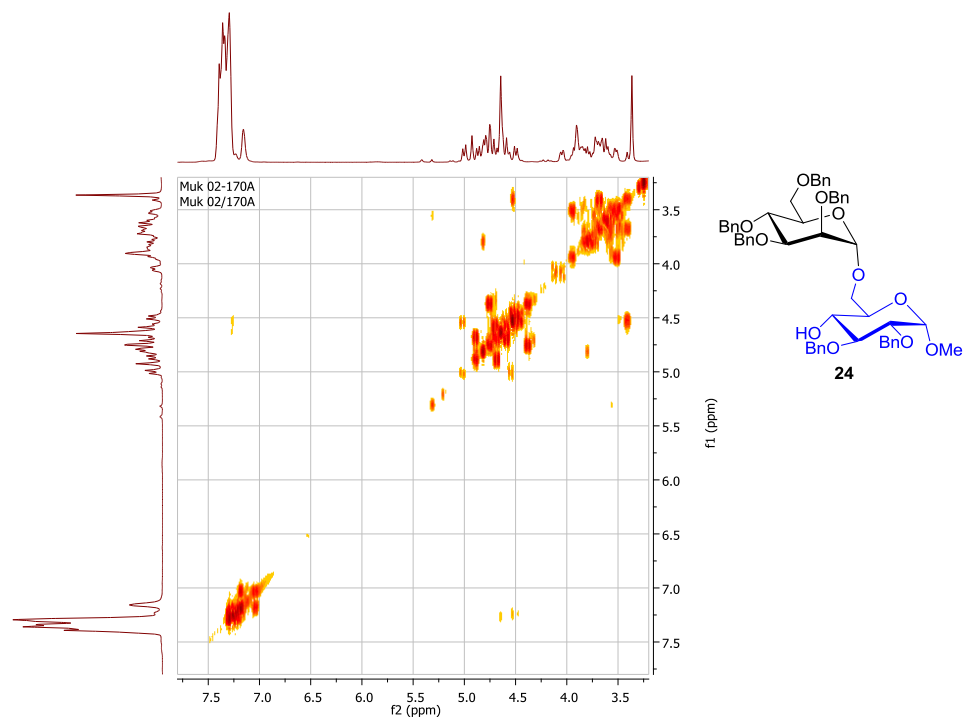 Muk 02-170A
Muk 02/170A
3.5
4.0
4.5
5.0
5.5
6.0
6.5
7.0
7.5
f1 (ppm)
7.5 7.0 6.5 6.0 5.5 5.0 4.5 4.0 3.5
f2 (ppm)
OBn
OBn
O
BnO
BnO
O
O
HO
BnO
BnO
OMe
24